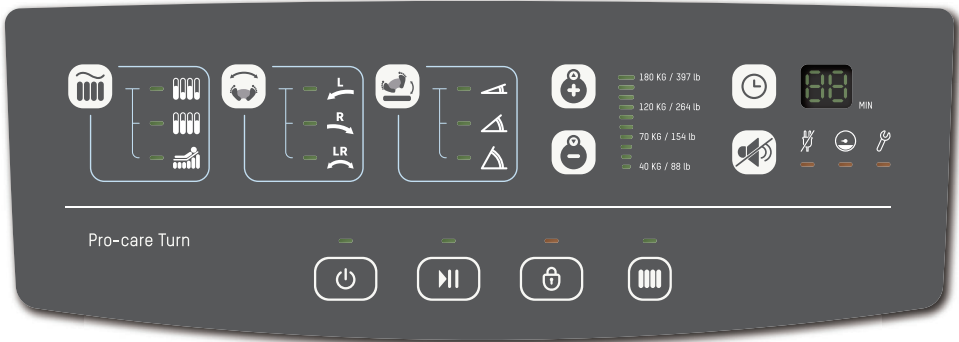 L
R
LR
180 KG / 397 lb
120 KG / 264 lb
70 KG / 154 lb
40 KG / 88 lb
88
MIN
Pro-care Turn